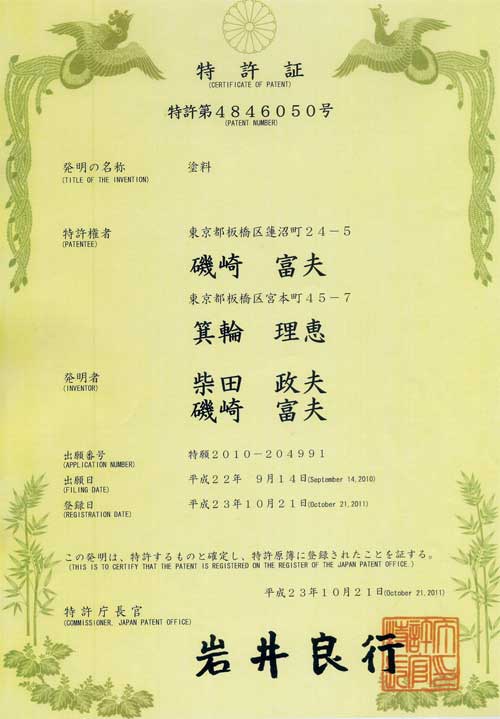 特許証
(CERTIFICATE OF PATENT)
特許第４８４６０５０号
(PATENT NUMBER)
発明の名称　塗料
(TITLE OF THE INVENTION)
特許権者　東京都板橋区蓮沼町２４－５
(PATENTEE)
磯崎　富夫
東京都板橋区宮本町４５－７
箕輪　理恵
発明者　柴田　政夫
(INVENTOR)
磯崎　富夫
出願番号　特願２０１０－２０４９９１
(APPLICATION NUMBER)
出願日　平成２２年　９月１４日(September 14,2010)
(FILING DATE)
登録日　平成２３年１０月２１日(October 21,2011)
(REGISTRATION DATE)
この発明は、特許するものと確定し、特許原簿に登録されたことを証する。
(THIS IS TO CERTIFY THAT THE PATENT IS REGISTERED ON THE REGISTER OF THE JAPAN PATENT OFFICE.)
平成２３年１０月２１日(October 21,2011)
特許庁長官
(COMMISSIONER, JAPAN PATENT OFFICE)
岩井良行